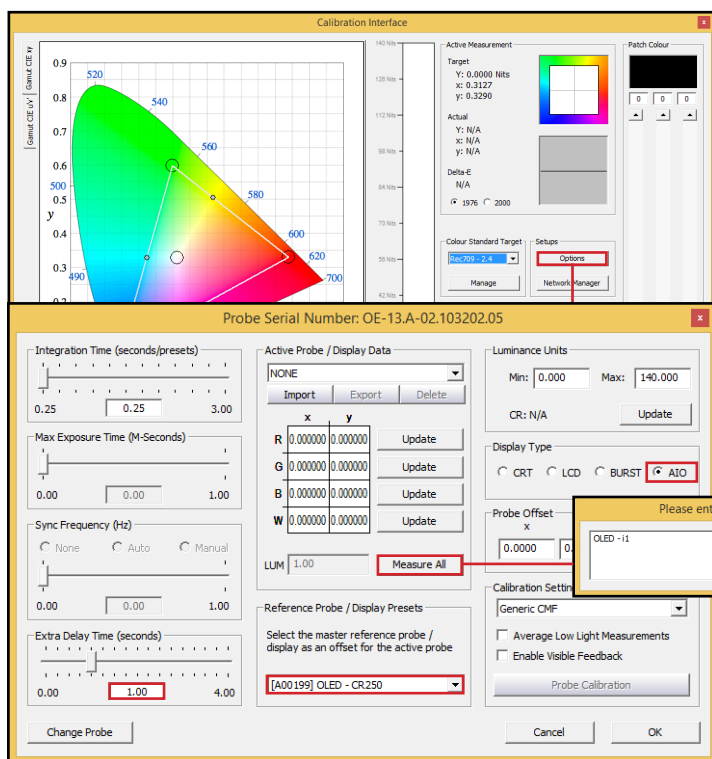 Calibration Interface
x
Gamut CIE xy
Gamut CIE uV
0.9
0.8
0.7
0.6
0.5
y
0.4
0.3
0.2
520
540
560
500
580
600
620
490
700
140 Nits
126 Nits
112 Nits
98 Nits
84 Nits
70 Nits
56 Nits
42 Nits
Active Measurement
Target
Y: 0.0000 Nits
x: 0.3127
y: 0.3290
Actual
Y: N/A
x: N/A
y: N/A
Delta-E
N/A
1976 2000
Patch Colour
0 0 0
Colour Standard Target
Rec709 - 2.4
Manage
Setups
Options
Network Manager
Probe Serial Number: OE-13.A-02.103202.05
x
Integration Time (seconds/presets)
0.25 0.25 3.00
Max Exposure Time (M-Seconds)
0.00 0.00 1.00
Sync Frequency (Hz)
None Auto Manual
0.00 0.00 1.00
Extra Delay Time (seconds)
0.00 1.00 4.00
Change Probe
Active Probe / Display Data
NONE
Import Export Delete
x y
R 0.000000 0.000000 Update
G 0.000000 0.000000 Update
B 0.000000 0.000000 Update
W 0.000000 0.000000 Update
LUM 1.00 Measure All
Reference Probe / Display Presets
Select the master reference probe /
display as an offset for the active probe
[A00199] OLED - CR250
Luminance Units
Min: 0.000 Max: 140.000
CR: N/A Update
Display Type
CRT LCD BURST AIO
Probe Offset
x
0.0000 0.
Please ent
OLED - i1
Calibration Setting
Generic CMF
Average Low Light Measurements
Enable Visible Feedback
Probe Calibration
Cancel OK